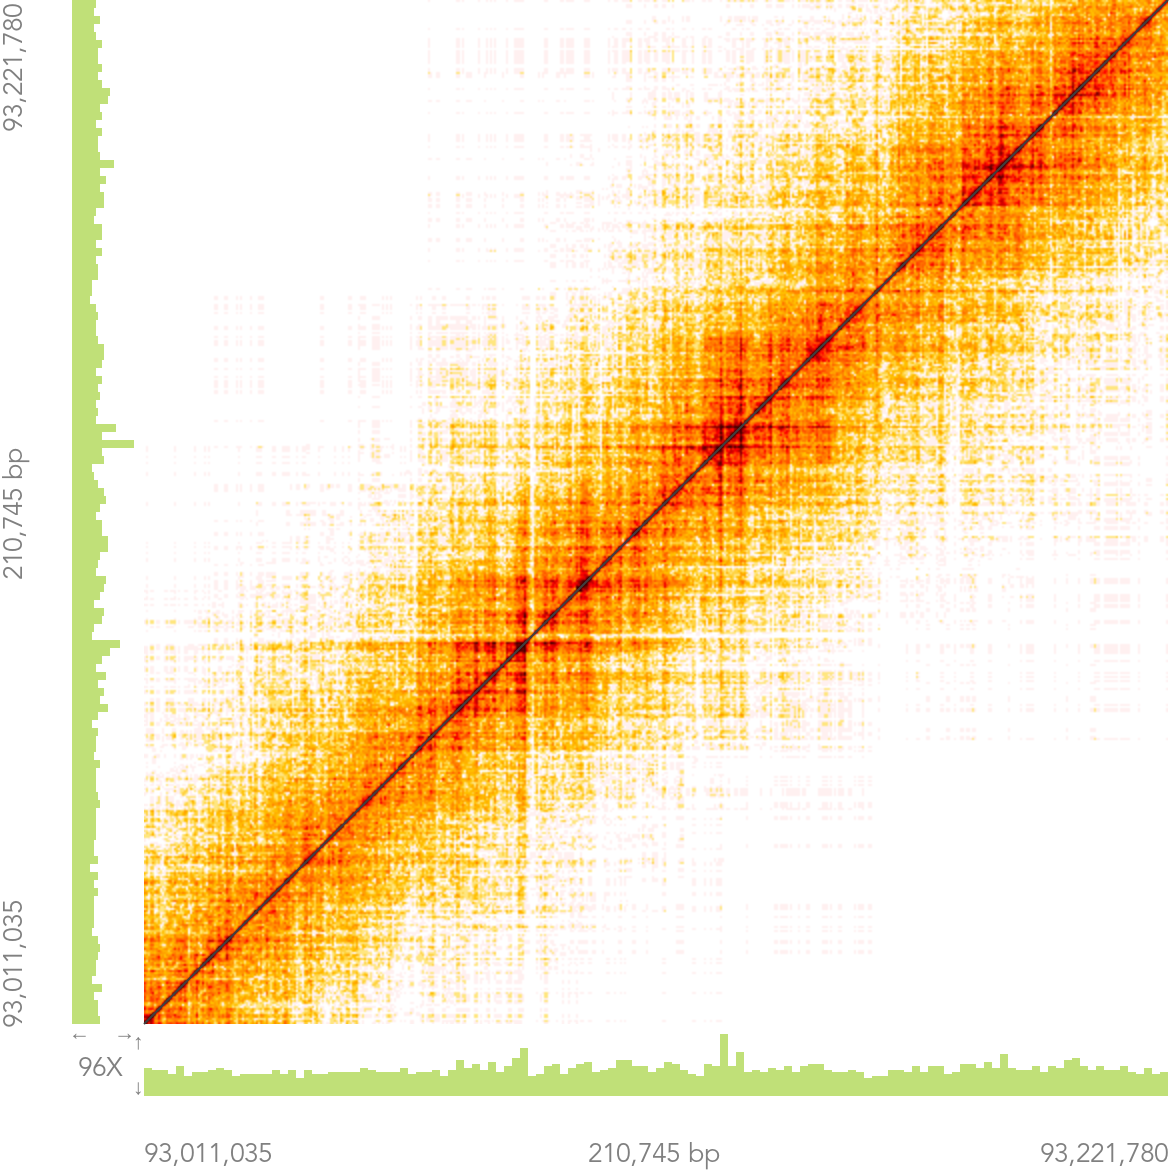 93,221,780
210,745 bp
93,011,035
← →
↑
96X
↓
93,011,035 210,745 bp 93,221,780